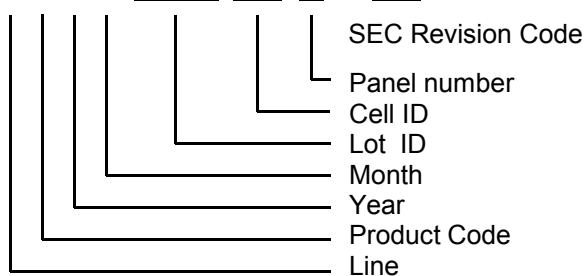 SEC Revision Code
Panel number
Cell ID
Lot ID
Month
Year
Product Code
Line